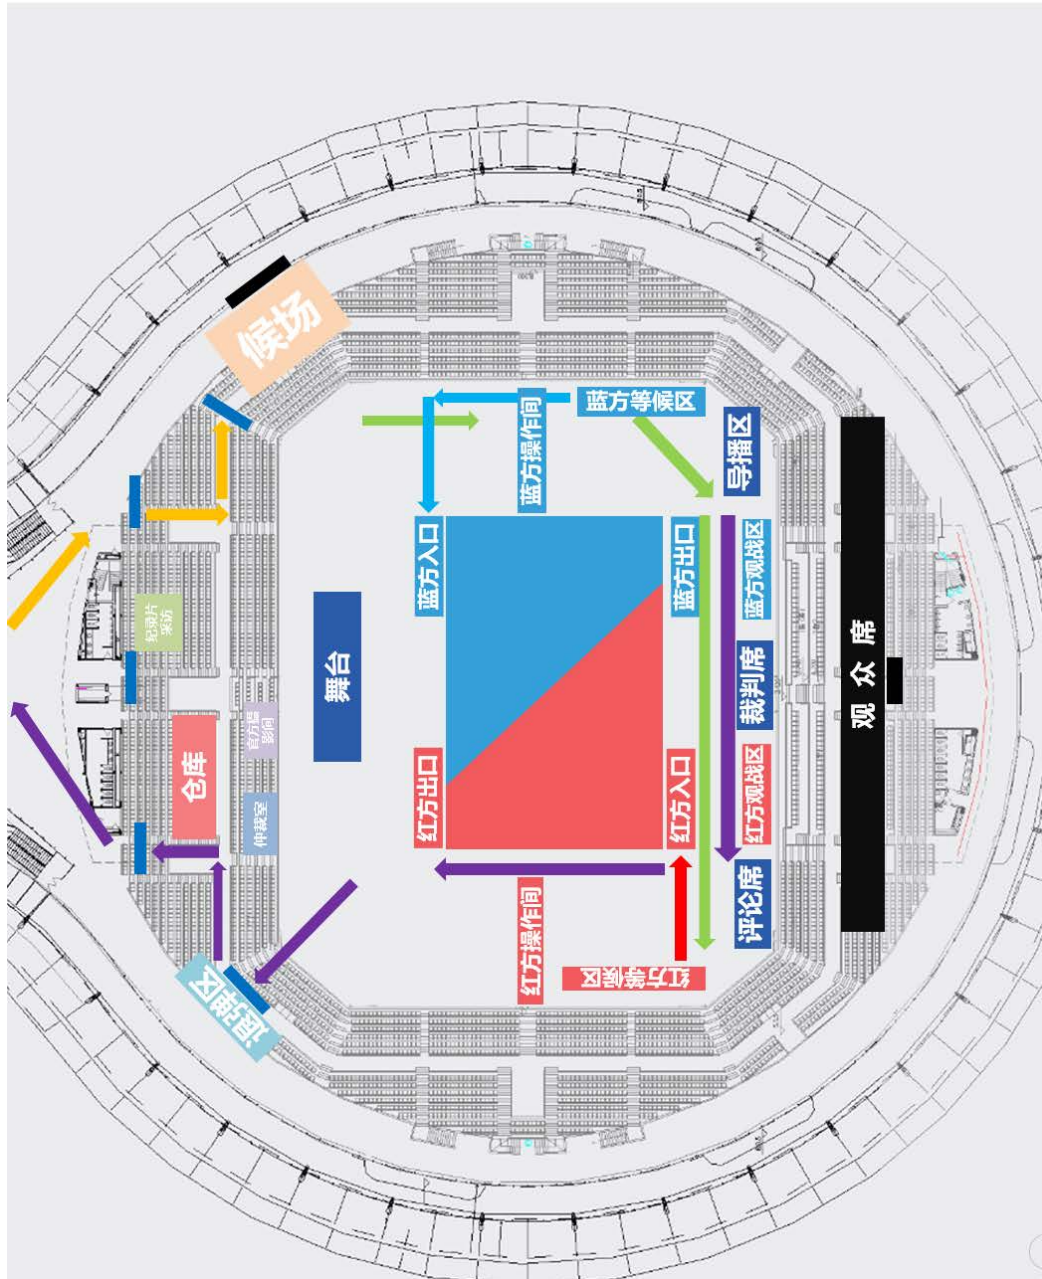 候场
蓝方等候区
导播区
蓝方操作间
蓝方入口
蓝方出口
蓝方观战区
纪录片
采访
舞台
裁判席
观众席
官方摄
影间
仓库
仲裁室
红方出口
红方入口
红方观战区
评论席
红方操作间
红方等候区
退弹区